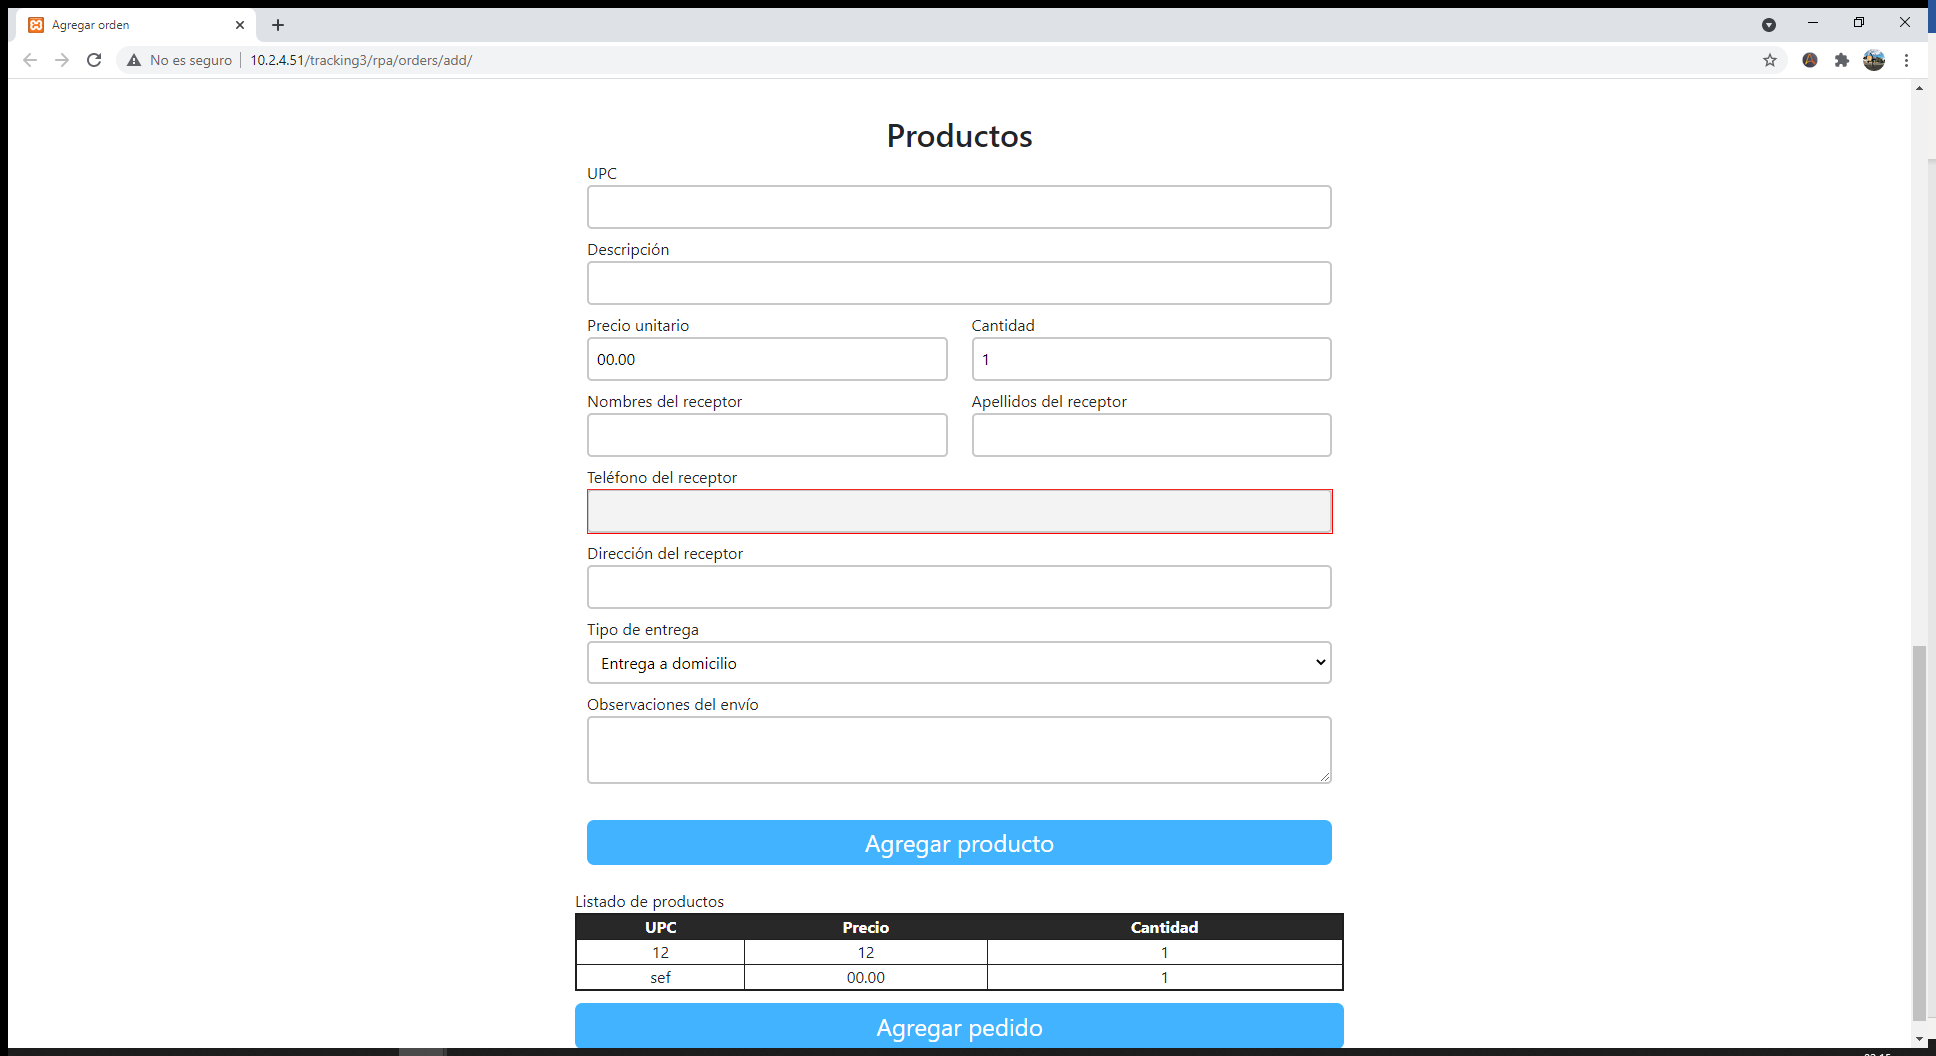 Agregar orden
No es seguro 10.2.4.51/tracking3/rpa/orders/add/
Productos
UPC
Descripción
Precio unitario Cantidad
00.00 1
Nombres del receptor Apellidos del receptor
Teléfono del receptor
Dirección del receptor
Tipo de entrega
Entrega a domicilio
Observaciones del envío
Agregar producto
Listado de productos
UPC Precio Cantidad
12 12 1
sef 00.00 1
Agregar pedido